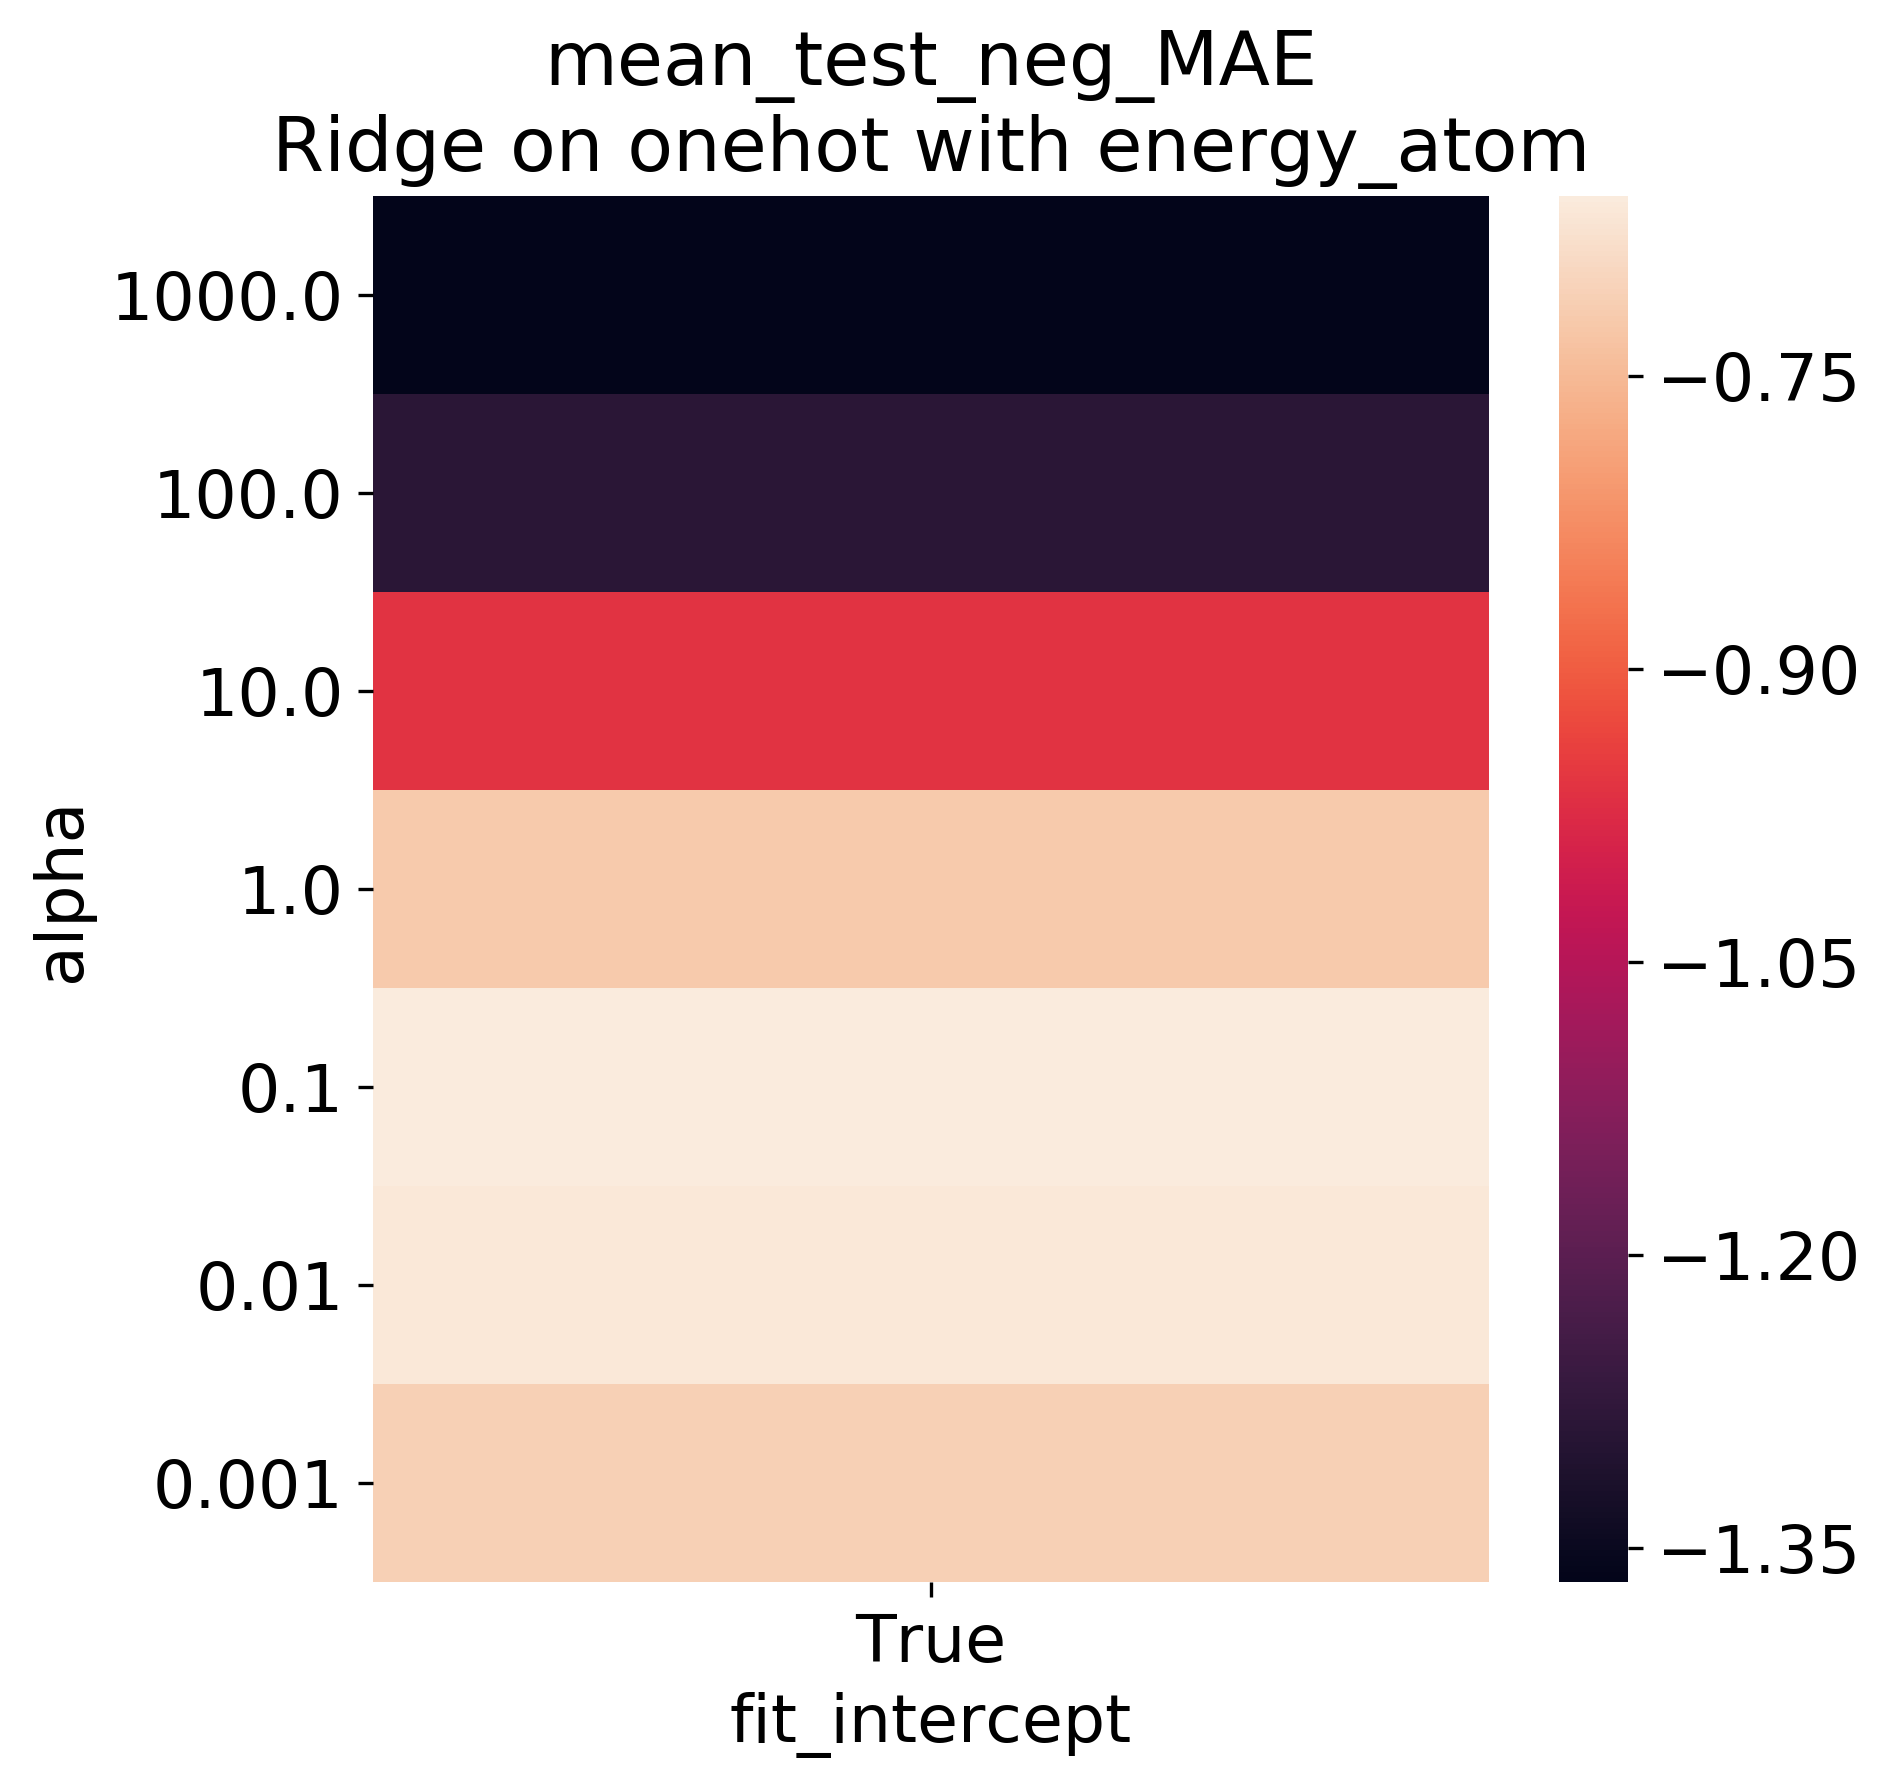 mean_test_neg_MAE
Ridge on onehot with energy_atom
alpha
1000.0
100.0
10.0
1.0
0.1
0.01
0.001
True
fit_intercept
−0.75
−0.90
−1.05
−1.20
−1.35